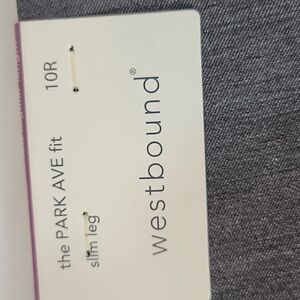 the PARK AVE fit 10R
slim leg
westbound®